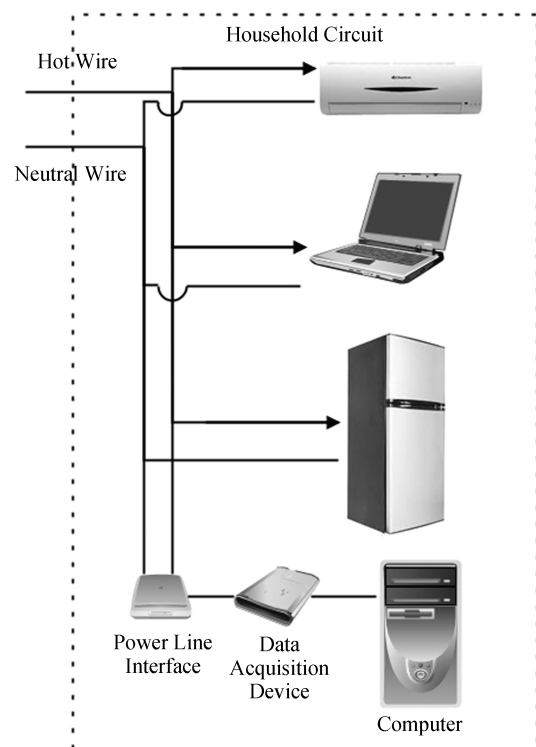 Household Circuit
Hot Wire
Neutral Wire
Power Line
Interface
Data
Acquisition
Device
Computer